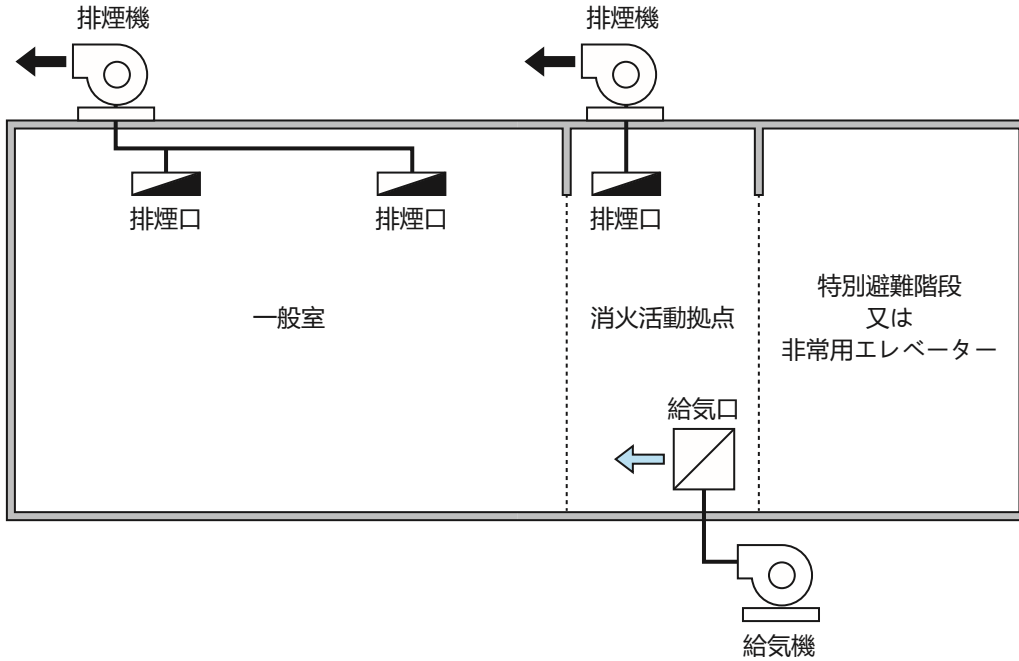 排煙機
排煙機
排煙口
排煙口
排煙口
一般室
消火活動拠点
特別避難階段
又は
非常用エレベーター
給気口
給気機